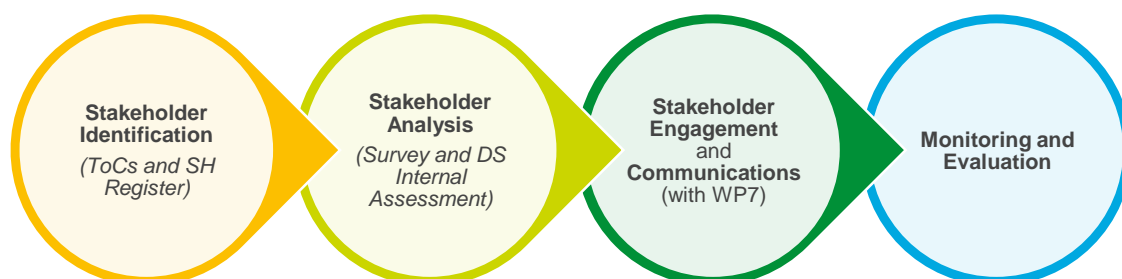 Stakeholder
Identification
(ToCs and SH
Register)
Stakeholder
Analysis
(Survey and DS
Internal
Assessment)
Stakeholder
Engagement
and
Communications
(with WP7)
Monitoring and
Evaluation